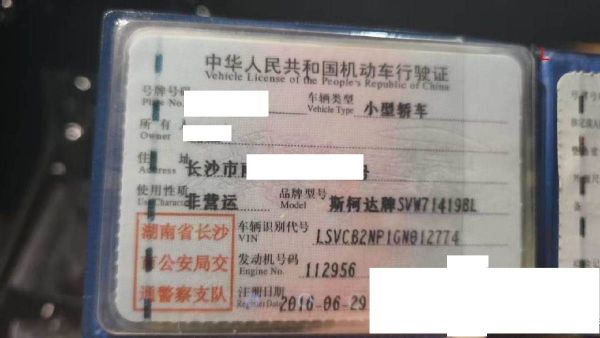 中华人民共和国机动车行驶证
Vehicle License of the People's Republic of China
号牌号码
Plate No.
车辆类型 小型轿车
Vehicle Type
所有人
Owner
住址 长沙市
Address
使用性质 非营运
Use Character
品牌型号 斯柯达牌SVW71419BL
Model
湖南省长沙
市公安局交
通警察支队
车辆识别代号 LSVCB2NP1GN012774
VIN
发动机号码 112956
Engine No.
注册日期 2016-06-29
Register Date